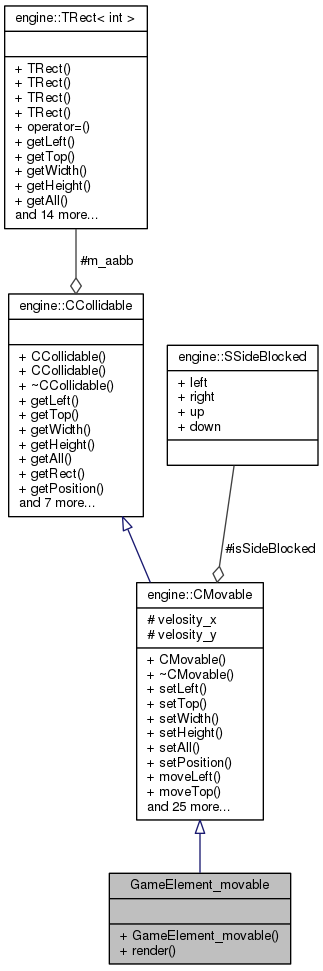 engine::TRect< int >
+ TRect()
+ TRect()
+ TRect()
+ TRect()
+ operator=()
+ getLeft()
+ getTop()
+ getWidth()
+ getHeight()
+ getAll()
and 14 more...
#m_aabb
engine::CCollidable
+ CCollidable()
+ CCollidable()
+ ~CCollidable()
+ getLeft()
+ getTop()
+ getWidth()
+ getHeight()
+ getAll()
+ getRect()
+ getPosition()
and 7 more...
engine::SSideBlocked
+ left
+ right
+ up
+ down
#isSideBlocked
engine::CMovable
# velosity_x
# velosity_y
+ CMovable()
+ ~CMovable()
+ setLeft()
+ setTop()
+ setWidth()
+ setHeight()
+ setAll()
+ setPosition()
+ moveLeft()
+ moveTop()
and 25 more...
GameElement_movable
+ GameElement_movable()
+ render()